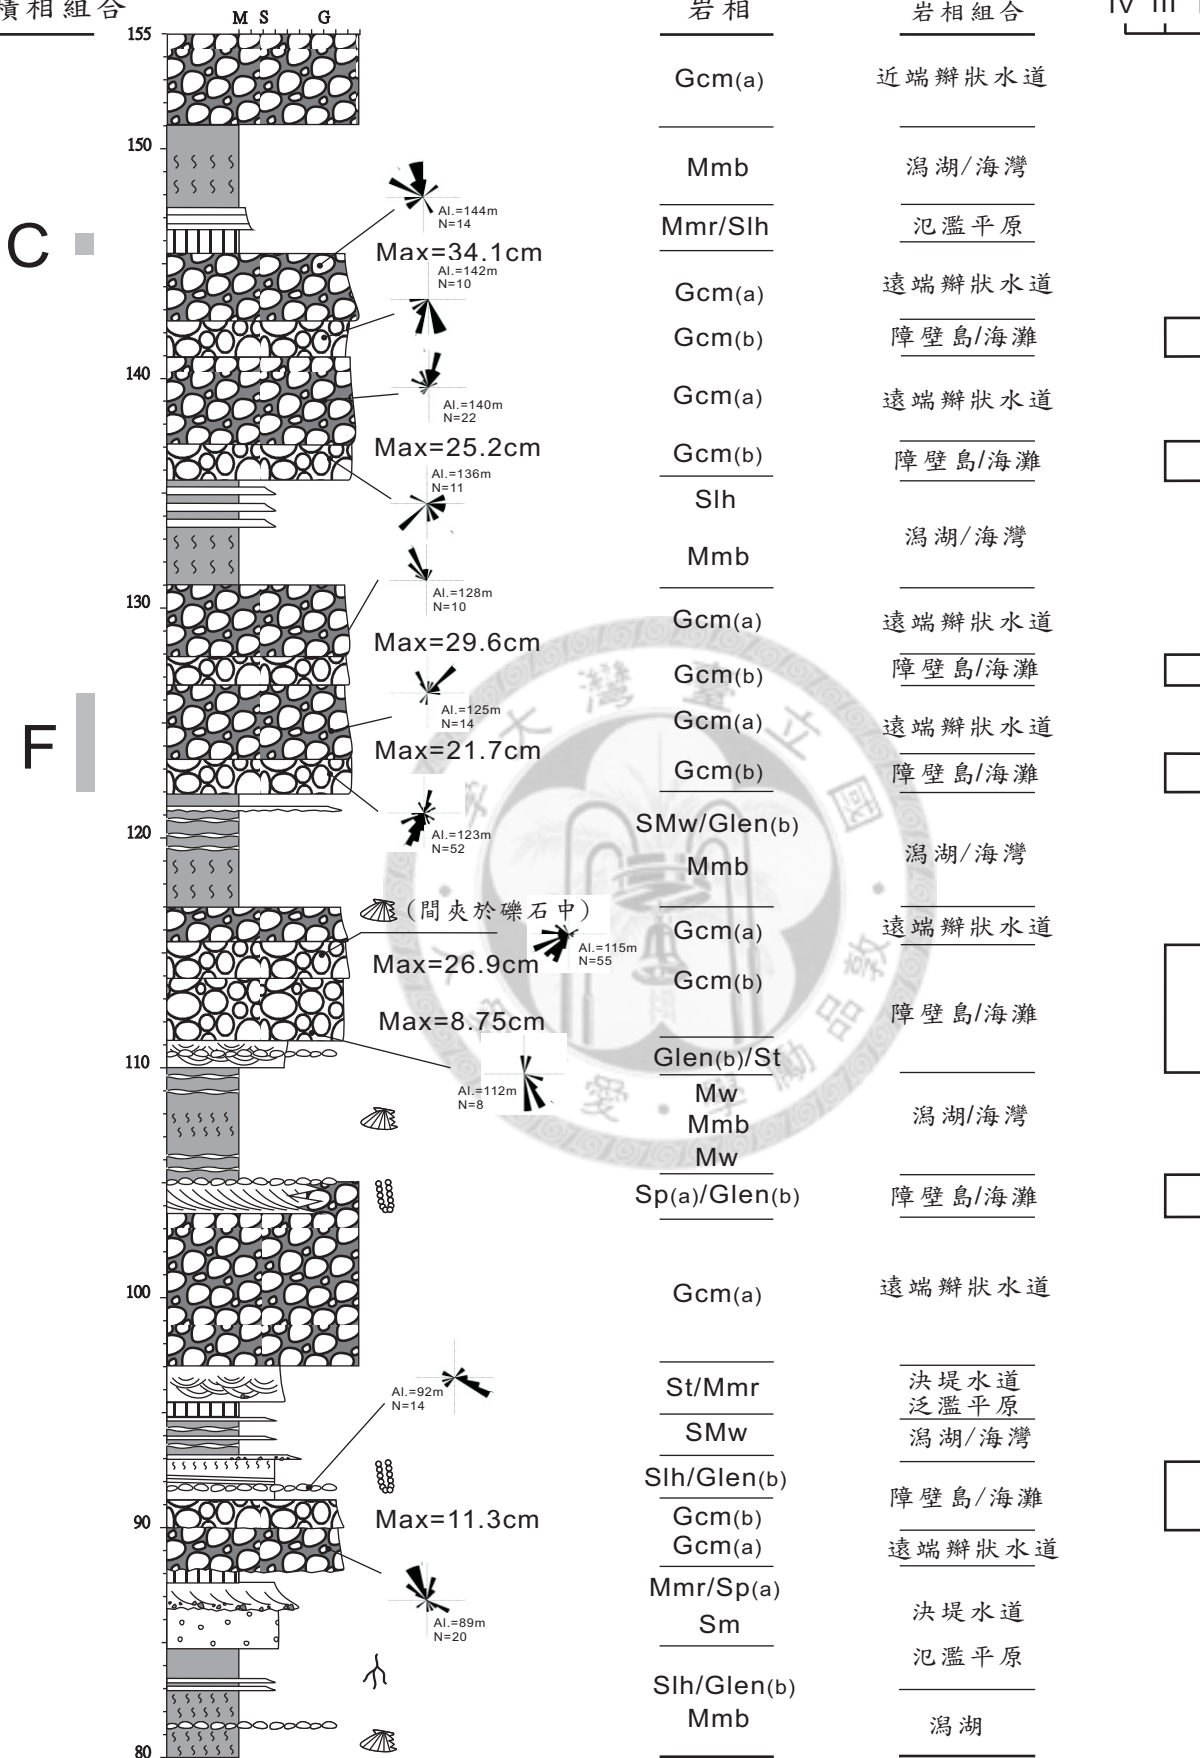 積相組合
M S G
岩相
岩相組合
IV III
155
Gcm(a)
近端辮狀水道
150
Mmb
潟湖/海灣
Al.=144m
N=14
Mmr/Slh
氾濫平原
C
Max=34.1cm
Al.=142m
N=10
Gcm(a)
遠端辮狀水道
Gcm(b)
障壁島/海灘
140
Gcm(a)
遠端辮狀水道
Al.=140m
N=22
Max=25.2cm
Gcm(b)
障壁島/海灘
Al.=136m
N=11
Slh
潟湖/海灣
Mmb
Al.=128m
N=10
130
Gcm(a)
遠端辮狀水道
Max=29.6cm
Gcm(b)
障壁島/海灘
Al.=125m
N=14
Gcm(a)
遠端辮狀水道
F
Max=21.7cm
Gcm(b)
障壁島/海灘
120
SMw/Glen(b)
Al.=123m
N=52
潟湖/海灣
Mmb
(間夾於礫石中)
Gcm(a)
遠端辮狀水道
Al.=115m
N=55
Max=26.9cm
Gcm(b)
障壁島/海灘
Max=8.75cm
110
Glen(b)/St
Al.=112m
N=8
Mw
Mmb
潟湖/海灣
Mw
Sp(a)/Glen(b)
障壁島/海灘
100
Gcm(a)
遠端辮狀水道
Al.=92m
N=14
St/Mmr
決堤水道
泛濫平原
SMw
潟湖/海灣
Slh/Glen(b)
障壁島/海灘
90
Max=11.3cm
Gcm(b)
Gcm(a)
遠端辮狀水道
Mmr/Sp(a)
Al.=89m
N=20
Sm
決堤水道
氾濫平原
Slh/Glen(b)
Mmb
潟湖
80
臺灣大
國立
敦品勵學
愛